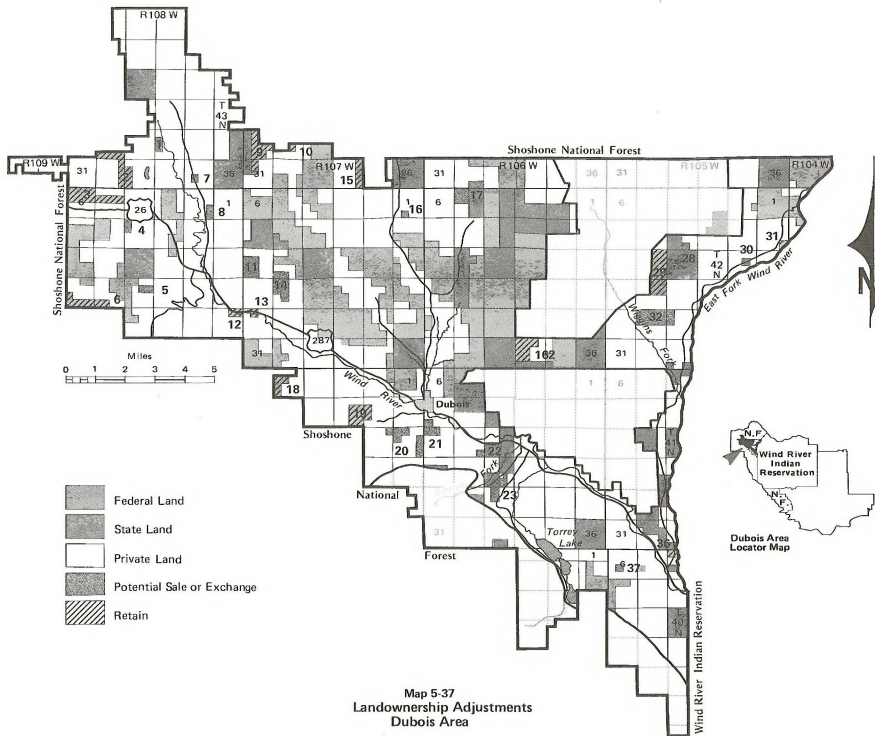 R108 W
T
43
N
Shoshone National Forest
R109 W
31
7
36
9
31
10
R107 W
15
36
31
R106 W
36
31
R105 W
36
R104 W
3
6
26
4
8
1
6
1
16
6
17
1
6
1
31
30
T
42
N
28
29
East Fork Wind River
Shoshone National Forest
6
5
11
14
13
12
32
Wiggins Fork
N
Miles
0 1 2 3 4 5
31
287
162
36
31
Wind River
18
1
6
Dubois
1
6
19
Shoshone
20
21
22
41
N
N.F.
Wind River
Indian
Reservation
N.
F.
National
Fork
23
Federal Land
State Land
Private Land
Potential Sale or Exchange
Retain
Dubois Area
Locator Map
31
Forest
Torrey
Lake
36
31
36
1
6
37
T
40
N
Wind River Indian Reservation
Map 5-37
Landownership Adjustments
Dubois Area